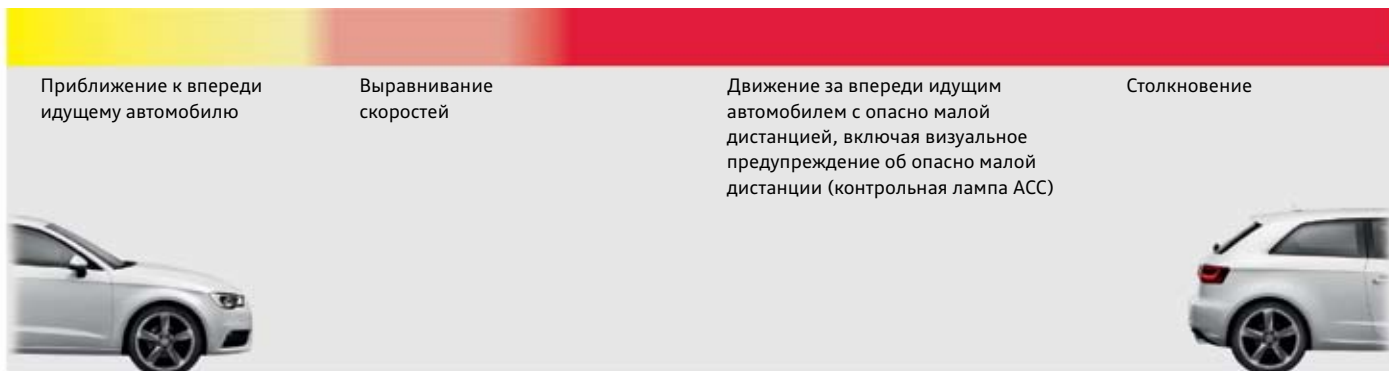 Приближение к впереди
идущему автомобилю
Выравнивание
скоростей
Движение за впереди идущим
автомобилем с опасно малой
дистанцией, включая визуальное
предупреждение об опасно малой
дистанции (контрольная лампа ACC)
Столкновение